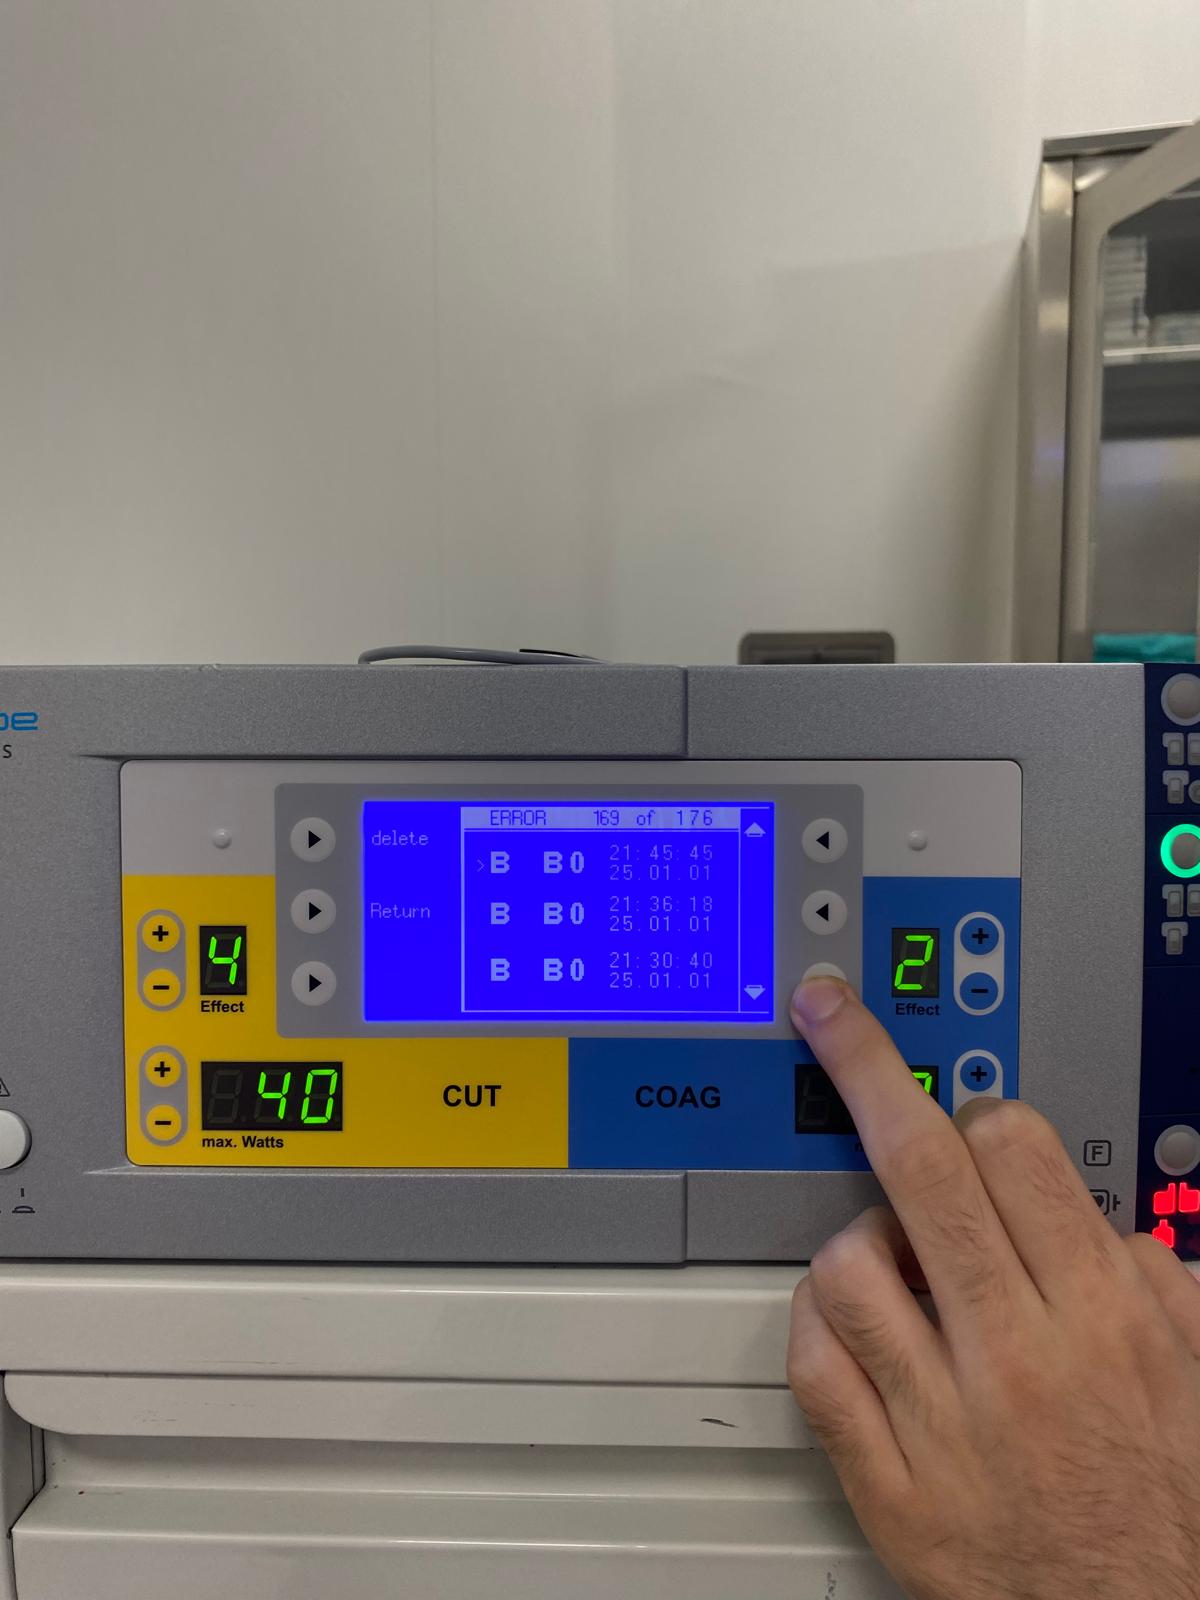 be
S
ERROR 169 of 176
delete
> B B0 21:45:45
25.01.01
Return
B B0 21:36:18
25.01.01
B B0 21:30:40
25.01.01
4
Effect
2
Effect
+
−
+
−
40
max. Watts
CUT
COAG
+
−
+
F